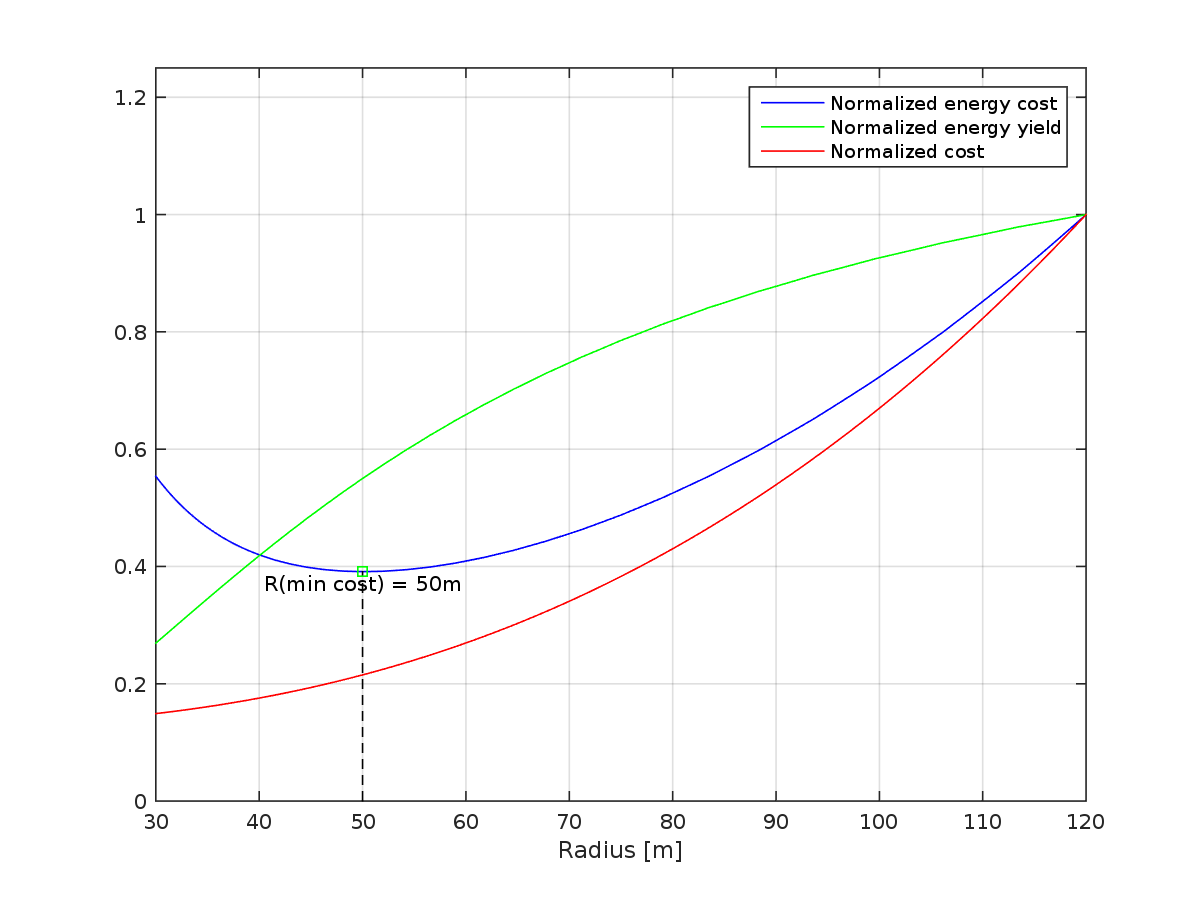 1.2
1
0.8
0.6
0.4
0.2
0
Normalized energy cost
Normalized energy yield
Normalized cost
R(min cost) = 50m
30 40 50 60 70 80 90 100 110 120
Radius [m]